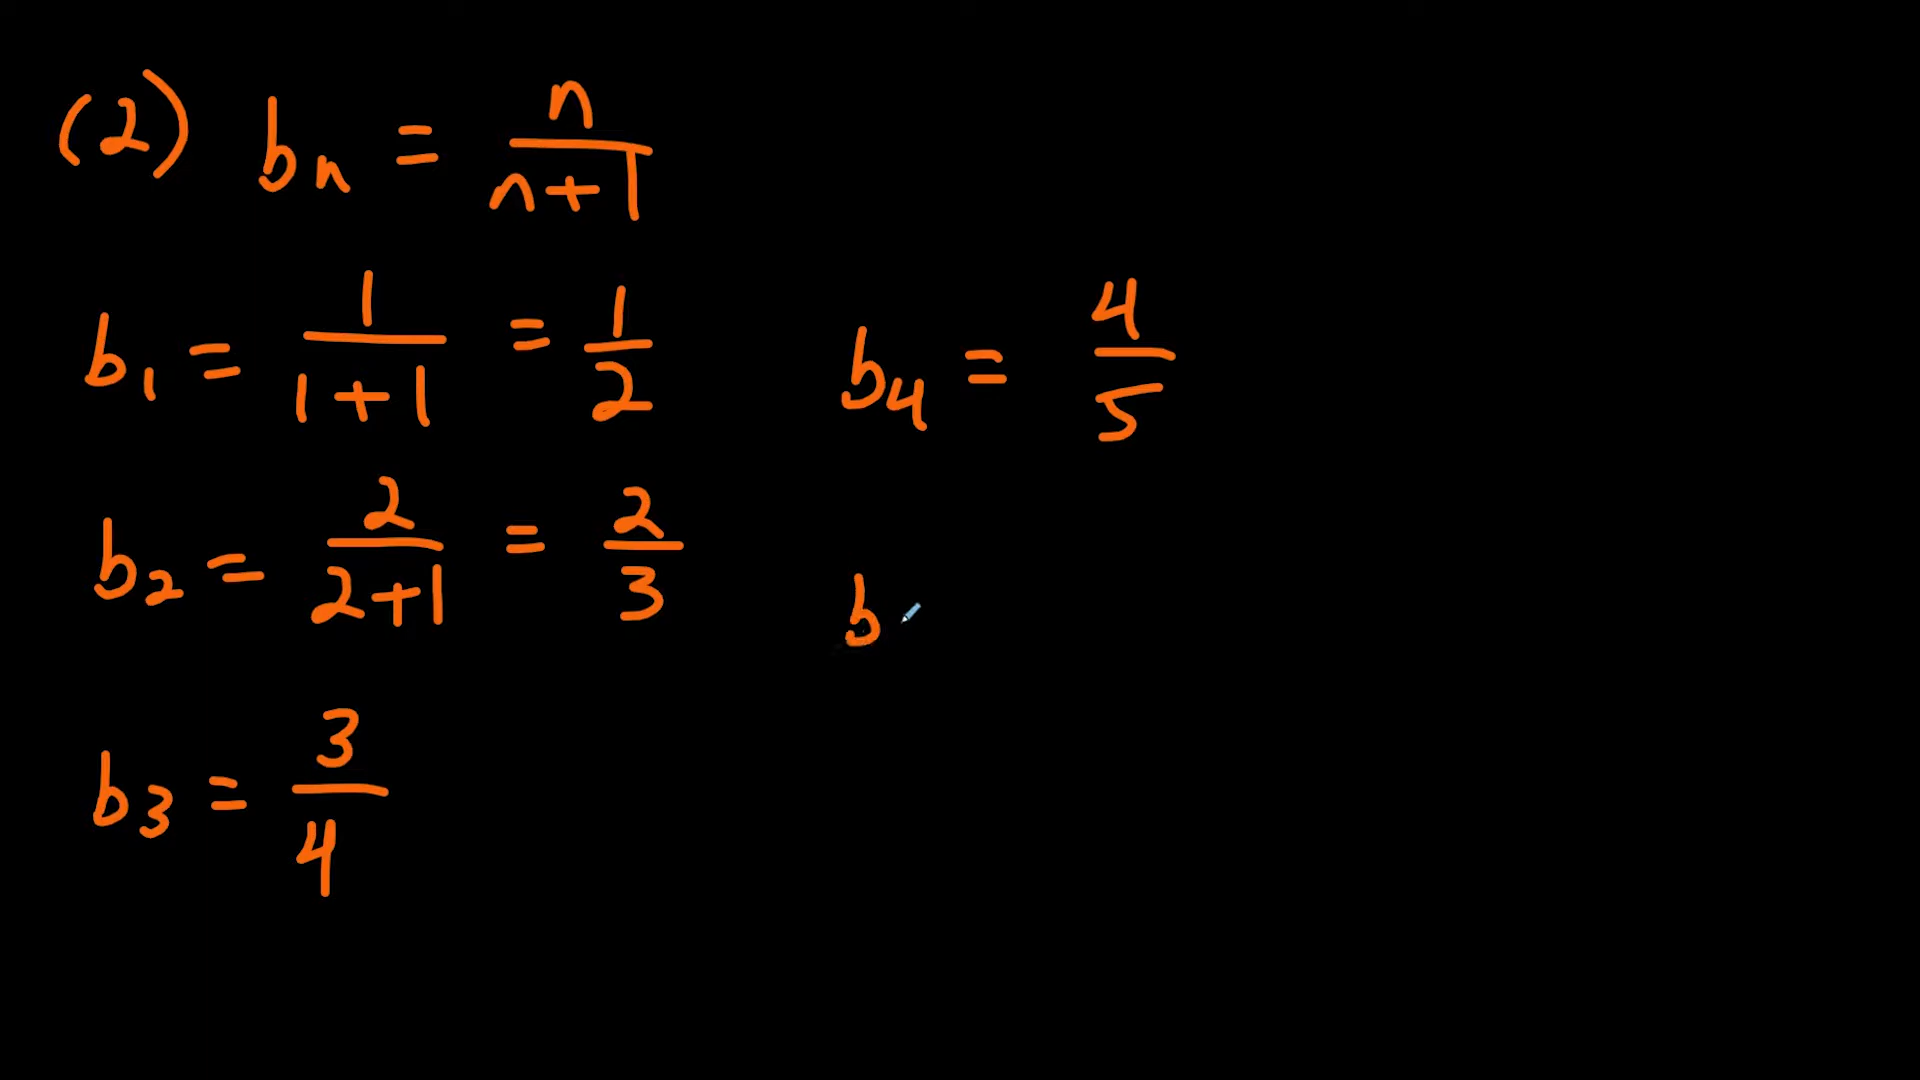 (2) bₙ = n/(n+1)
b₁ = 1/(1+1) = 1/2
b₂ = 2/(2+1) = 2/3
b₃ = 3/4
b₄ = 4/5
b